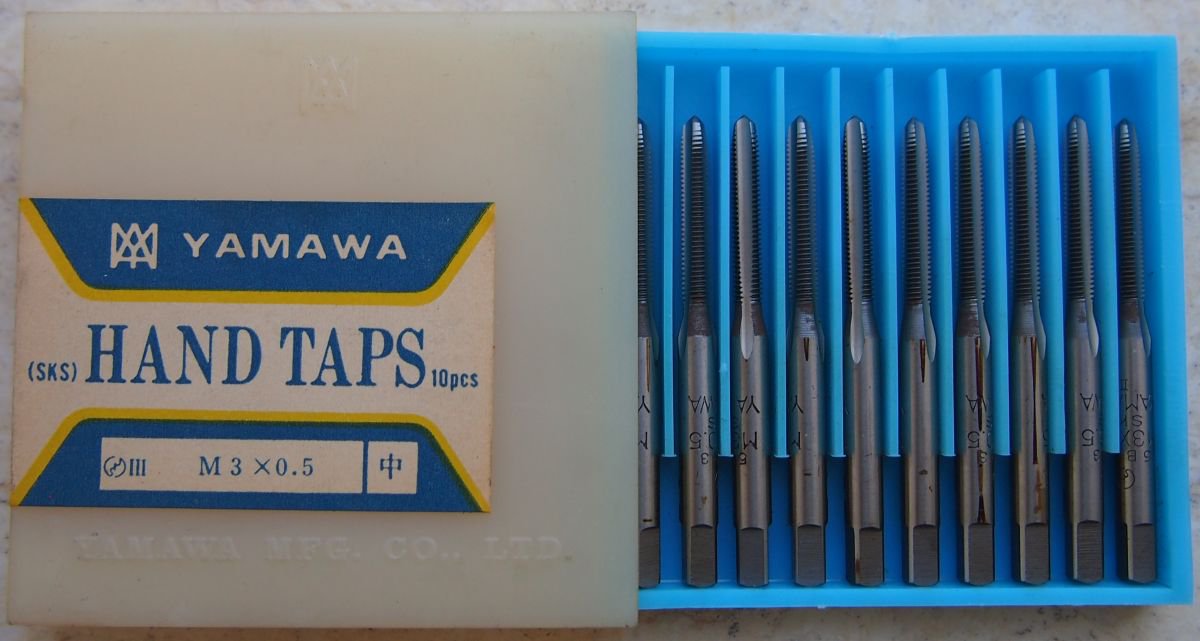 YAMAWA
(SKS) HAND TAPS 10pcs
III M3×0.5 中
YAMAWA MFG. CO., LTD.